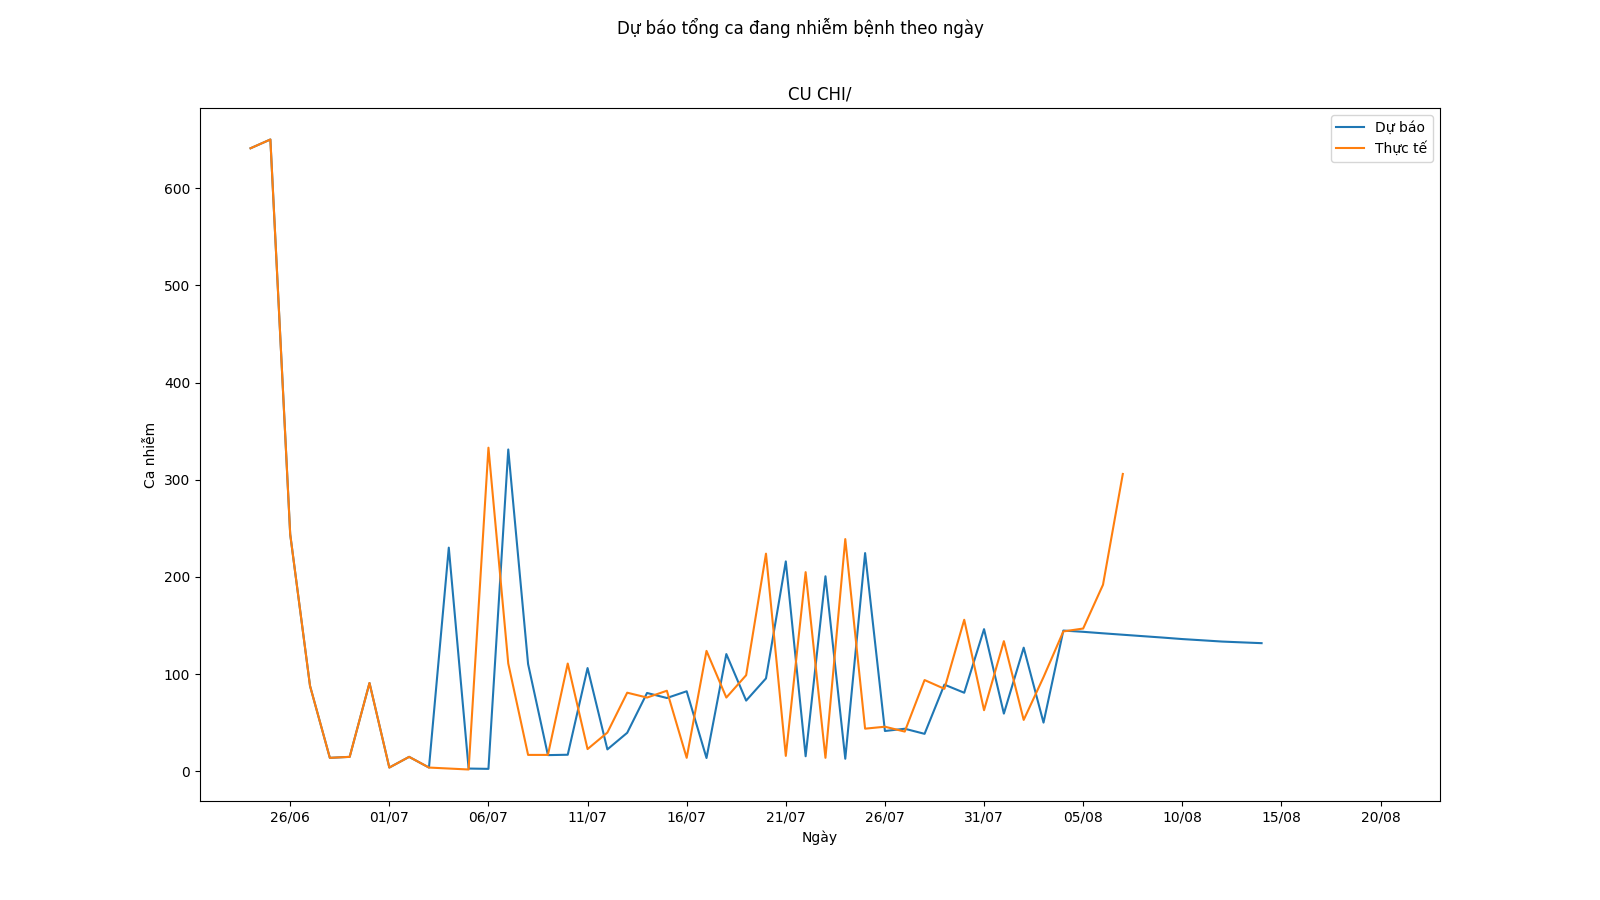 Dự báo tổng ca đang nhiễm bệnh theo ngày
CU CHI/
Dự báo
Thực tế
600
500
400
300
200
100
0
Ca nhiễm
26/06 01/07 06/07 11/07 16/07 21/07 26/07 31/07 05/08 10/08 15/08 20/08
Ngày